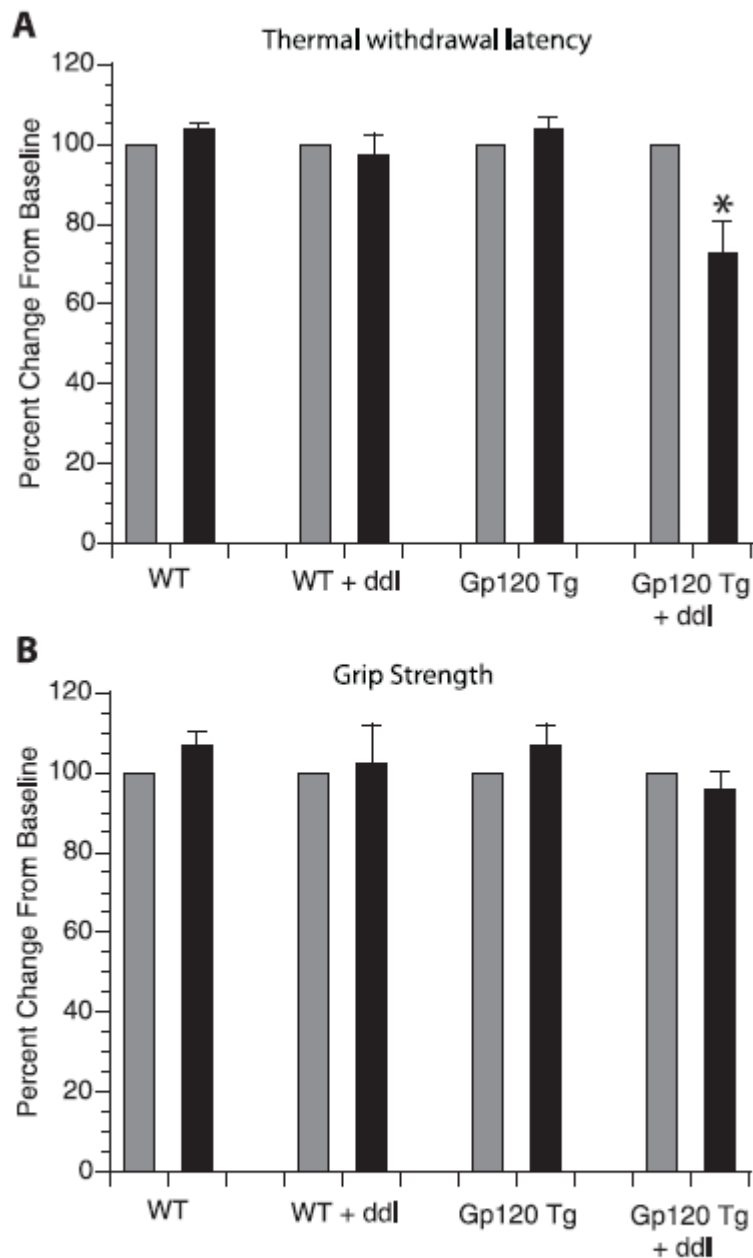 A
Thermal withdrawal latency
Percent Change From Baseline
120
100
80
60
40
20
0
*
WT
WT + ddI
Gp120 Tg
Gp120 Tg
+ ddI
B
Grip Strength
Percent Change From Baseline
120
100
80
60
40
20
0
WT
WT + ddI
Gp120 Tg
Gp120 Tg
+ ddI